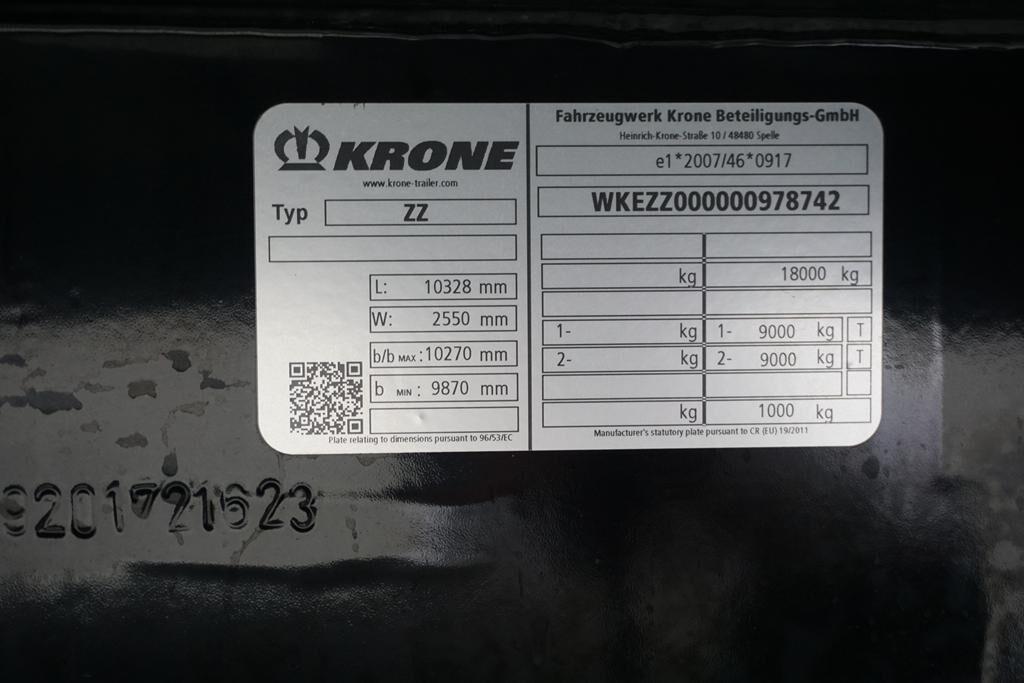 KRONE
www.krone-trailer.com
Typ ZZ
L: 10328 mm
W: 2550 mm
b/b MAX : 10270 mm
b MIN : 9870 mm
Plate relating to dimensions pursuant to 96/53/EC
Fahrzeugwerk Krone Beteiligungs-GmbH
Heinrich-Krone-Straße 10 / 48480 Spelle
e1*2007/46*0917
WKEZZ000000978742
kg 18000 kg
1- kg 1- 9000 kg T
2- kg 2- 9000 kg T
kg 1000 kg
Manufacturer's statutory plate pursuant to CR (EU) 19/2011
9201721623